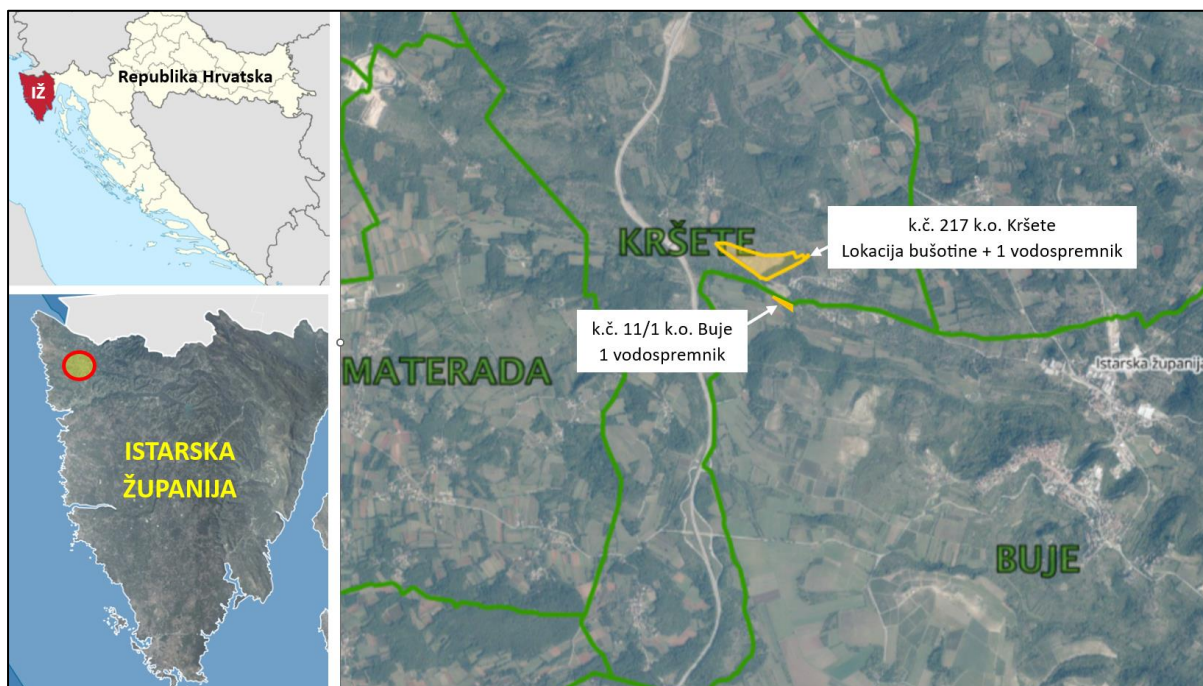 Republika Hrvatska
IŽ
ISTARSKA
ŽUPANIJA
KRŠETE
k.č. 217 k.o. Kršete
Lokacija bušotine + 1 vodospremnik
k.č. 11/1 k.o. Buje
1 vodospremnik
MATERADA
Istarska županija
BUJE